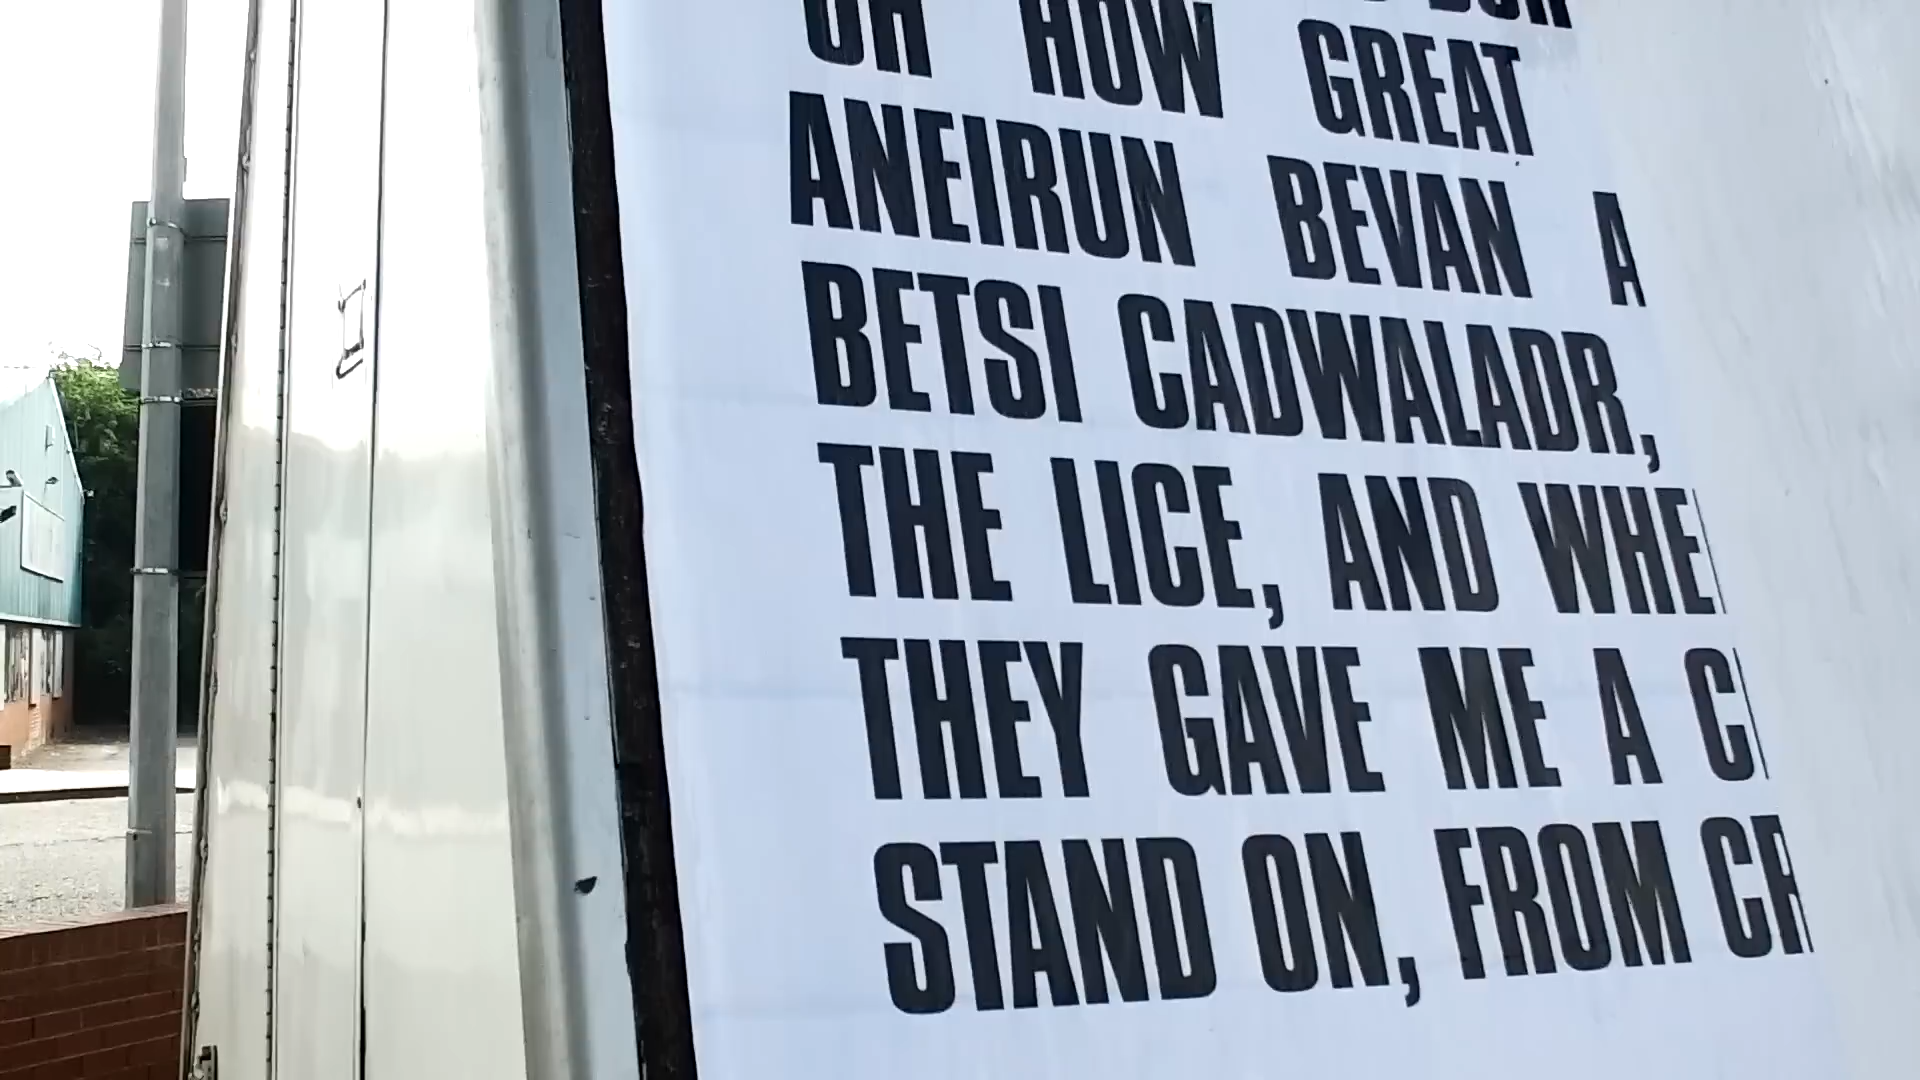 OH HOW GREAT
ANEIRUN BEVAN A
BETSI CADWALADR,
THE LICE, AND WHE
THEY GAVE ME A C
STAND ON, FROM CR